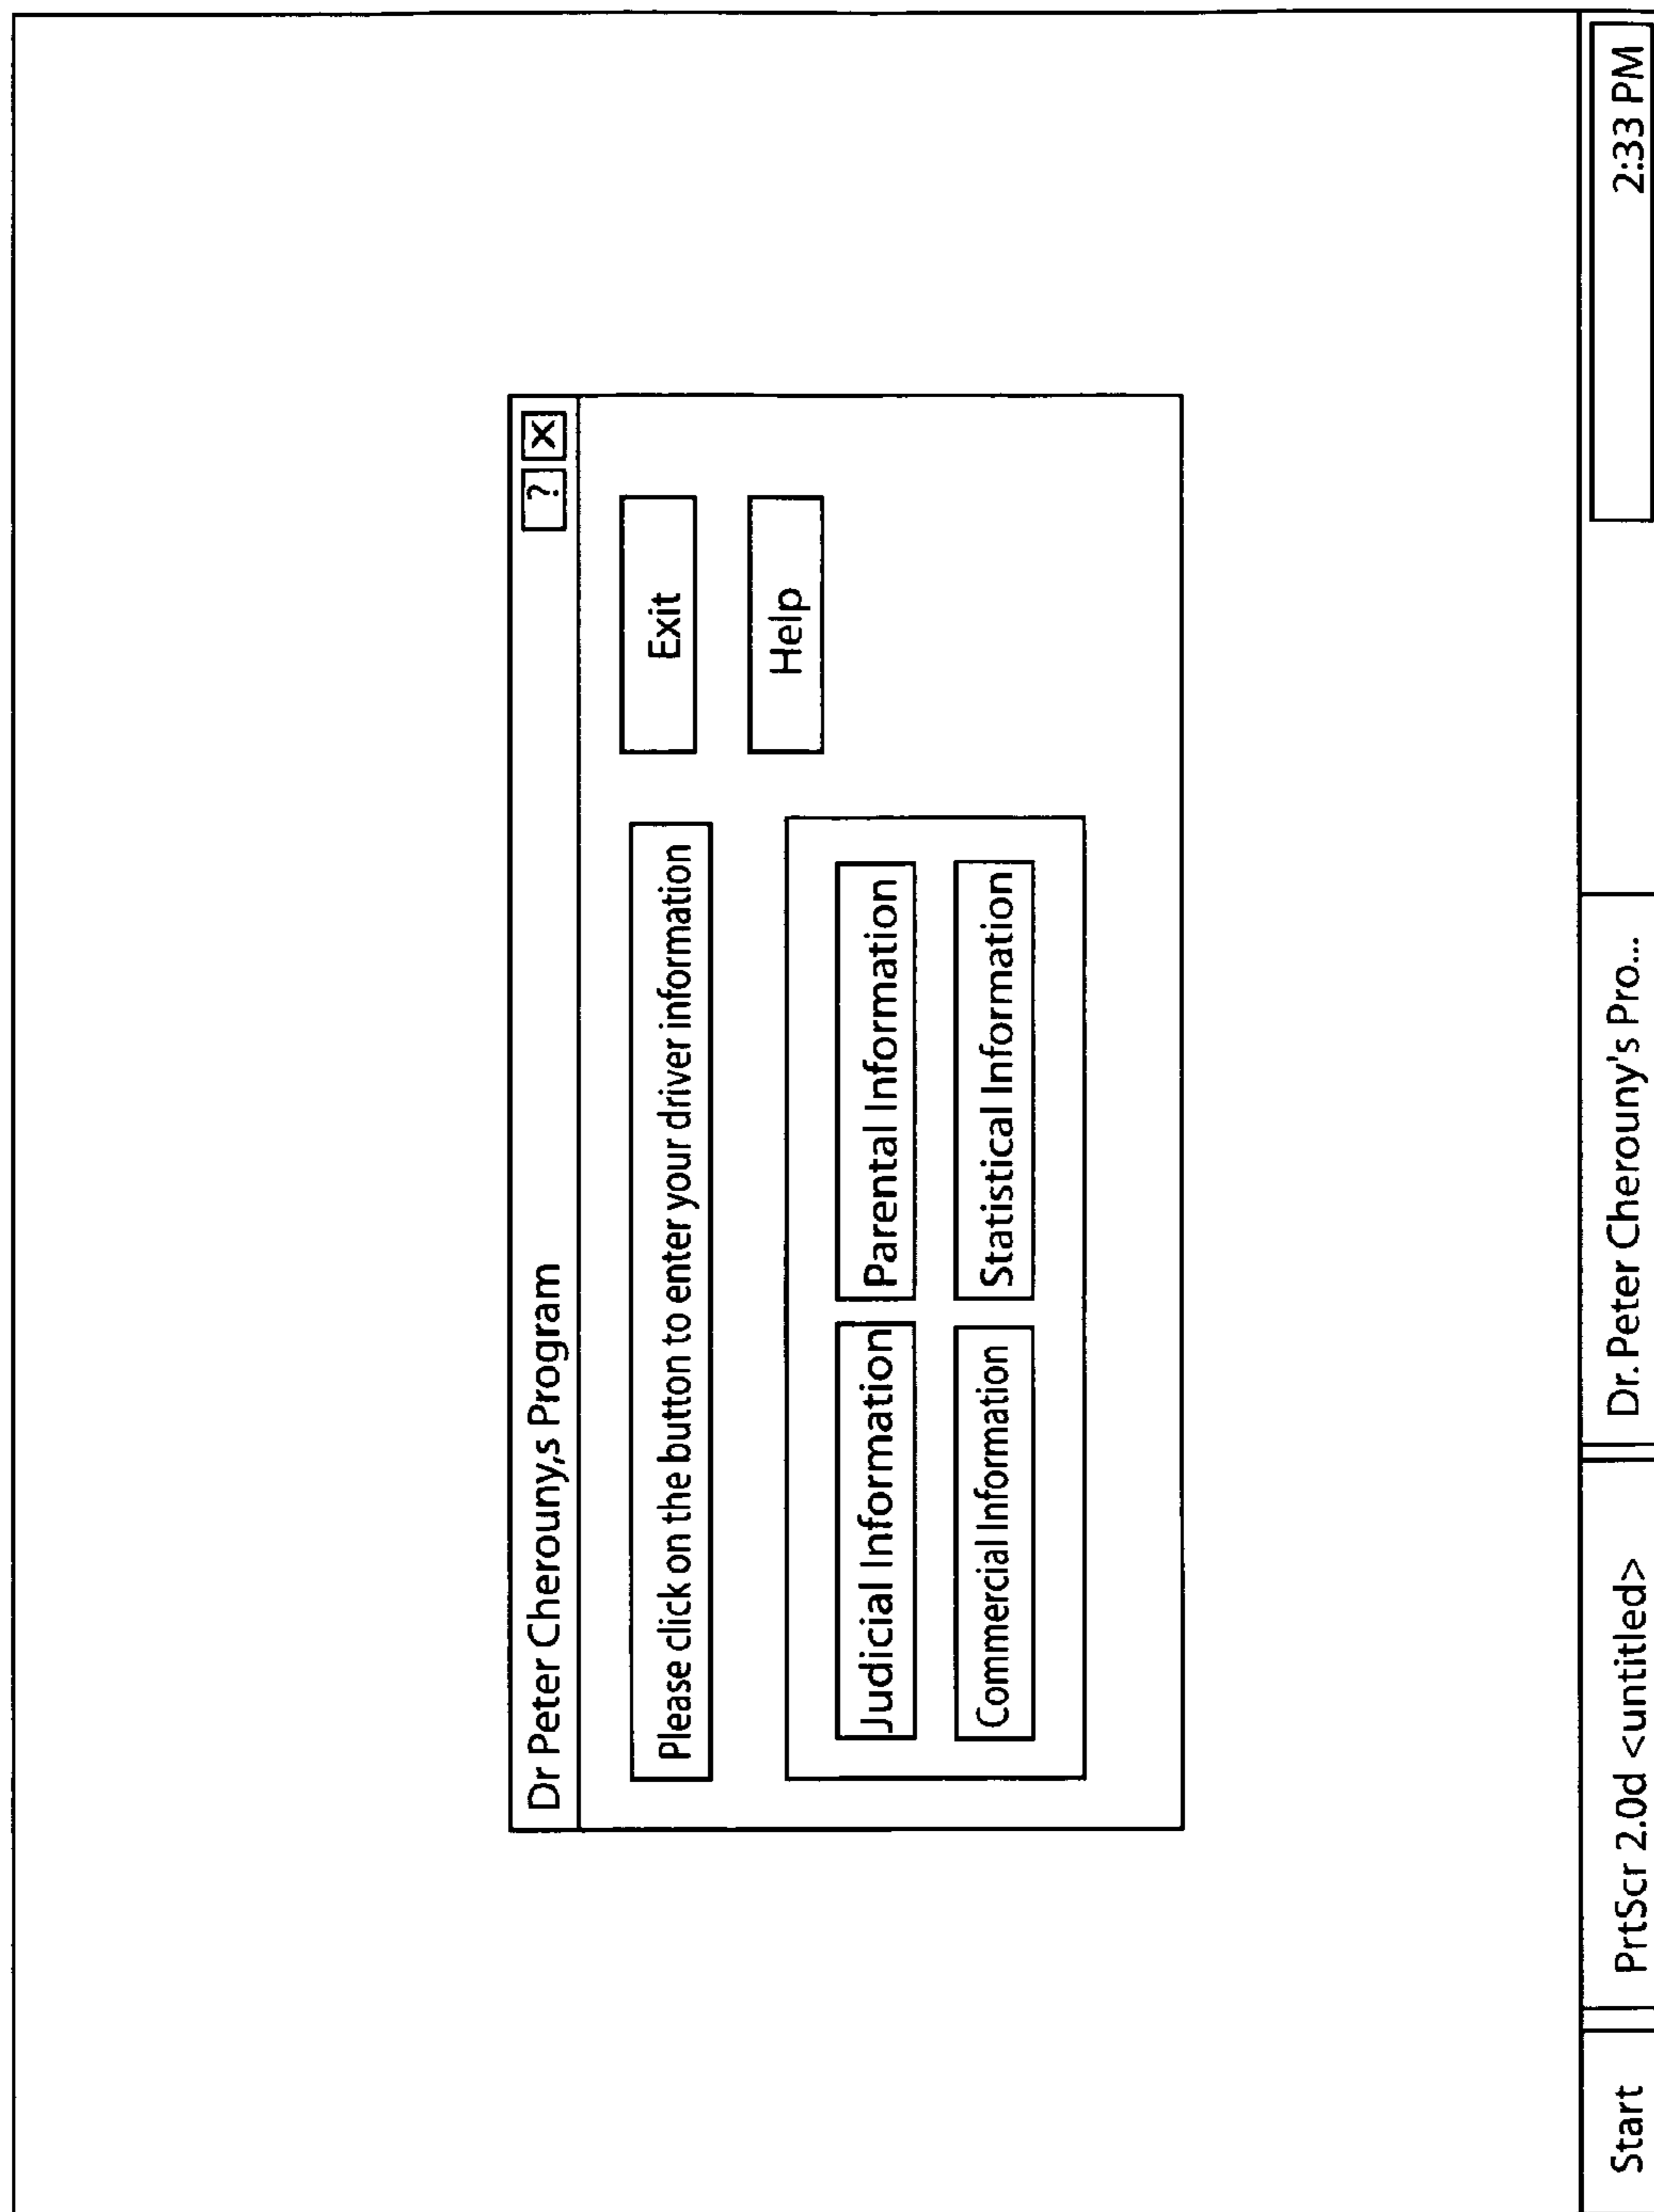 Dr Peter Cherouny,s Program ? X
Please click on the button to enter your driver information
Exit
Help
Judicial Information Parental Information
Commercial Information Statistical Information
Start PrtScr 2.0d <untitled> Dr. Peter Cherouny's Pro... 2:33 PM